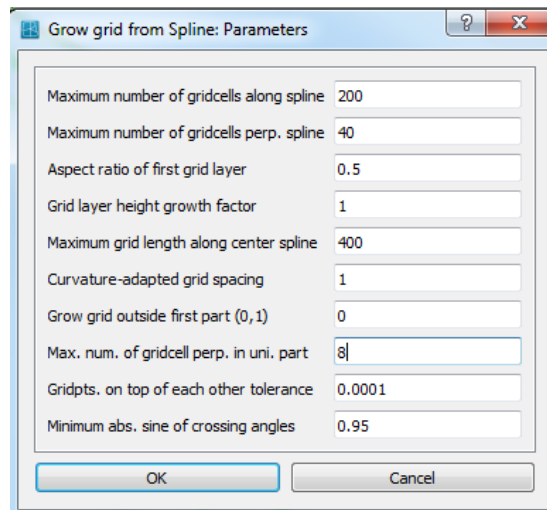 Grow grid from Spline: Parameters
Maximum number of gridcells along spline 200
Maximum number of gridcells perp. spline 40
Aspect ratio of first grid layer 0.5
Grid layer height growth factor 1
Maximum grid length along center spline 400
Curvature-adapted grid spacing 1
Grow grid outside first part (0,1) 0
Max. num. of gridcell perp. in uni. part 8
Gridpts. on top of each other tolerance 0.0001
Minimum abs. sine of crossing angles 0.95
OK Cancel